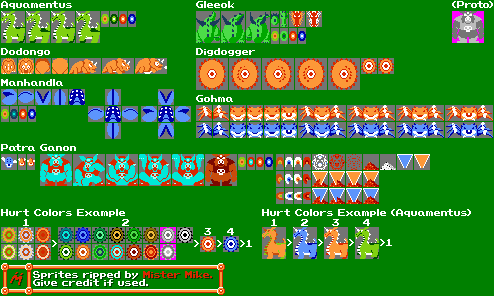 Aquamentus
Gleeok
(Proto)
Dodongo
Digdogger
Manhandla
Gohma
Patra Ganon
Hurt Colors Example
1 2 3 4
1
Hurt Colors Example (Aquamentus)
1 2 3 4
1
Sprites ripped by Mister Mike.
Give credit if used.